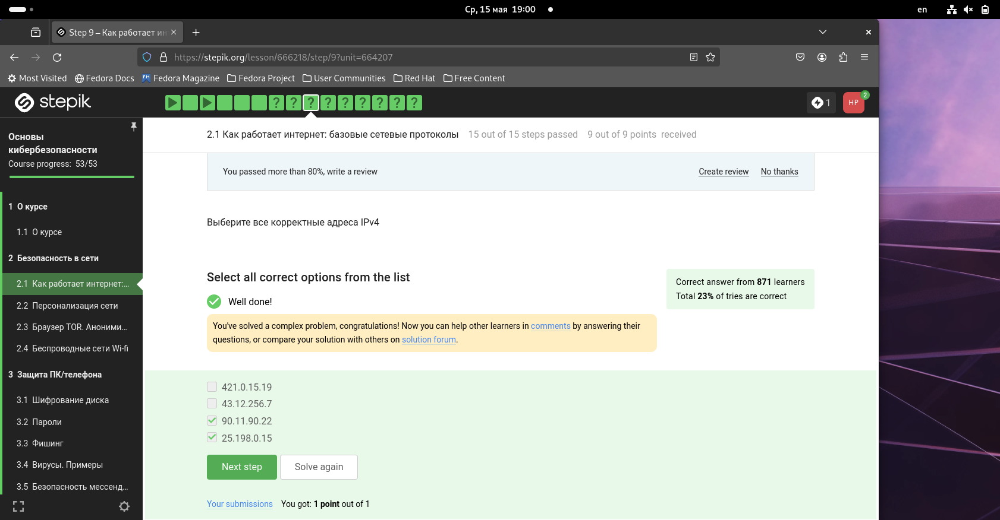 Ср, 15 мая 19:00
en
Step 9 – Как работает ин
https://stepik.org/lesson/666218/step/9?unit=664207
Most Visited
Fedora Docs
Fedora Magazine
Fedora Project
User Communities
Red Hat
Free Content
stepik
? ? ? ? ? ? ? ? ?
1
HP
2
Основы
кибербезопасности
Course progress: 53/53
1 О курсе
1.1 О курсе
2 Безопасность в сети
2.1 Как работает интернет:...
2.2 Персонализация сети
2.3 Браузер TOR. Аноними...
2.4 Беспроводные сети Wi-fi
3 Защита ПК/телефона
3.1 Шифрование диска
3.2 Пароли
3.3 Фишинг
3.4 Вирусы. Примеры
3.5 Безопасность мессенд...
2.1 Как работает интернет: базовые сетевые протоколы
15 out of 15 steps passed
9 out of 9 points received
You passed more than 80%, write a review
Create review
No thanks
Выберите все корректные адреса IPv4
Select all correct options from the list
Correct answer from 871 learners
Total 23% of tries are correct
Well done!
You've solved a complex problem, congratulations! Now you can help other learners in comments by answering their
questions, or compare your solution with others on solution forum.
421.0.15.19
43.12.256.7
90.11.90.22
25.198.0.15
Next step
Solve again
Your submissions
You got: 1 point out of 1